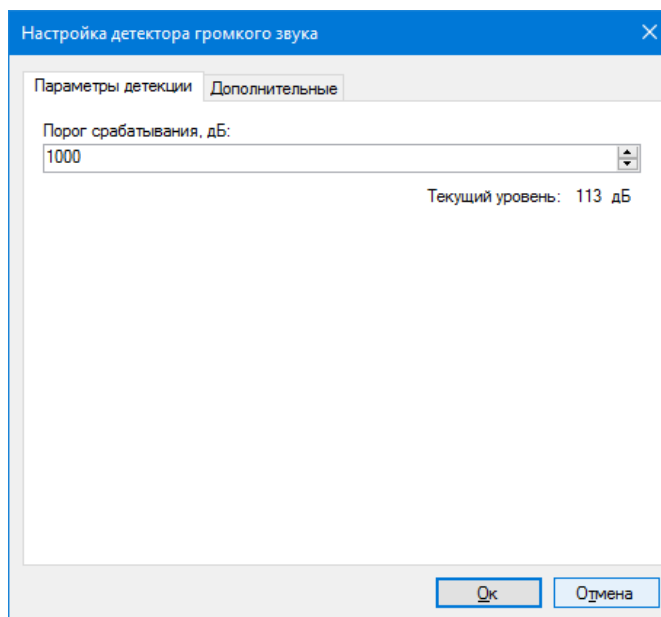 Настройка детектора громкого звука
Параметры детекции Дополнительные
Порог срабатывания, дБ:
1000
Текущий уровень: 113 дБ
Ок Отмена